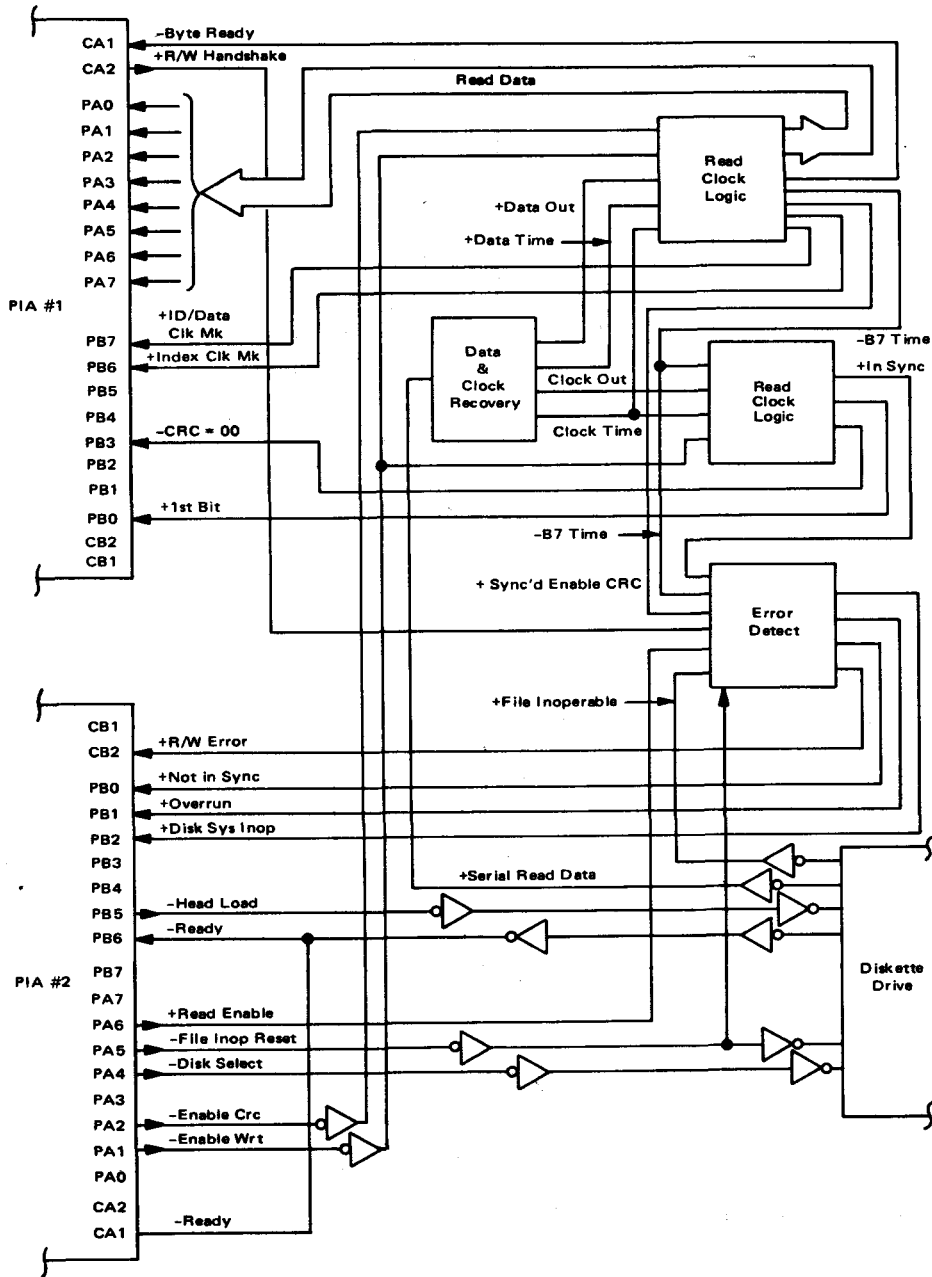 CA1
-Byte Ready
CA2
+R/W Handshake
Read Data
PA0
PA1
PA2
PA3
PA4
PA5
PA6
PA7
PIA #1
Read
Clock
Logic
+Data Out
+Data Time
+ID/Data
Clk Mk
PB7
PB6
+Index Clk Mk
PB5
PB4
PB3
-CRC = 00
PB2
PB1
PB0
+1st Bit
CB2
CB1
Data
&
Clock
Recovery
Clock Out
Clock Time
-B7 Time
+In Sync
Read
Clock
Logic
-B7 Time
+ Sync'd Enable CRC
Error
Detect
+File Inoperable
CB1
CB2
+R/W Error
PB0
+Not in Sync
PB1
+Overrun
PB2
+Disk Sys Inop
PB3
PB4
+Serial Read Data
PB5
-Head Load
PB6
-Ready
PIA #2
PB7
PA7
PA6
+Read Enable
PA5
-File Inop Reset
PA4
-Disk Select
PA3
PA2
-Enable Crc
PA1
-Enable Wrt
PA0
CA2
CA1
-Ready
Diskette
Drive